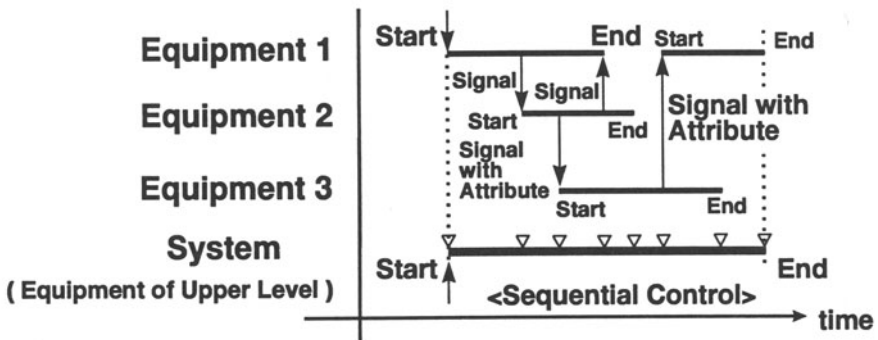 Equipment 1
Start
End
Start
End
Signal
Signal
Equipment 2
Start
End
Signal with
Attribute
Signal
with
Attribute
Equipment 3
Start
End
System
( Equipment of Upper Level )
Start
End
<Sequential Control>
time